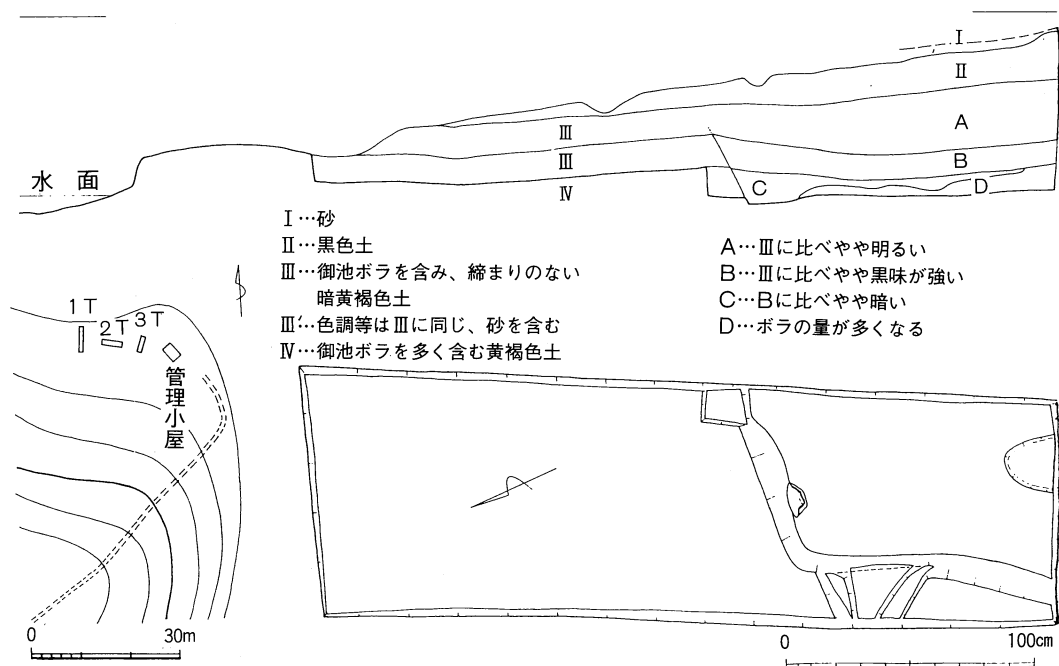 Ⅰ
Ⅱ
A
Ⅲ
Ⅲ
B
Ⅳ
C
D
水面
Ⅰ…砂
Ⅱ…黒色土
Ⅲ…御池ボラを含み、締まりのない
暗黄褐色土
Ⅲ′…色調等はⅢに同じ、砂を含む
Ⅳ…御池ボラを多く含む黄褐色土
A…Ⅲに比べやや明るい
B…Ⅲに比べやや黒味が強い
C…Bに比べやや暗い
D…ボラの量が多くなる
1T
2T
3T
管理小屋
0 30m
0 100cm